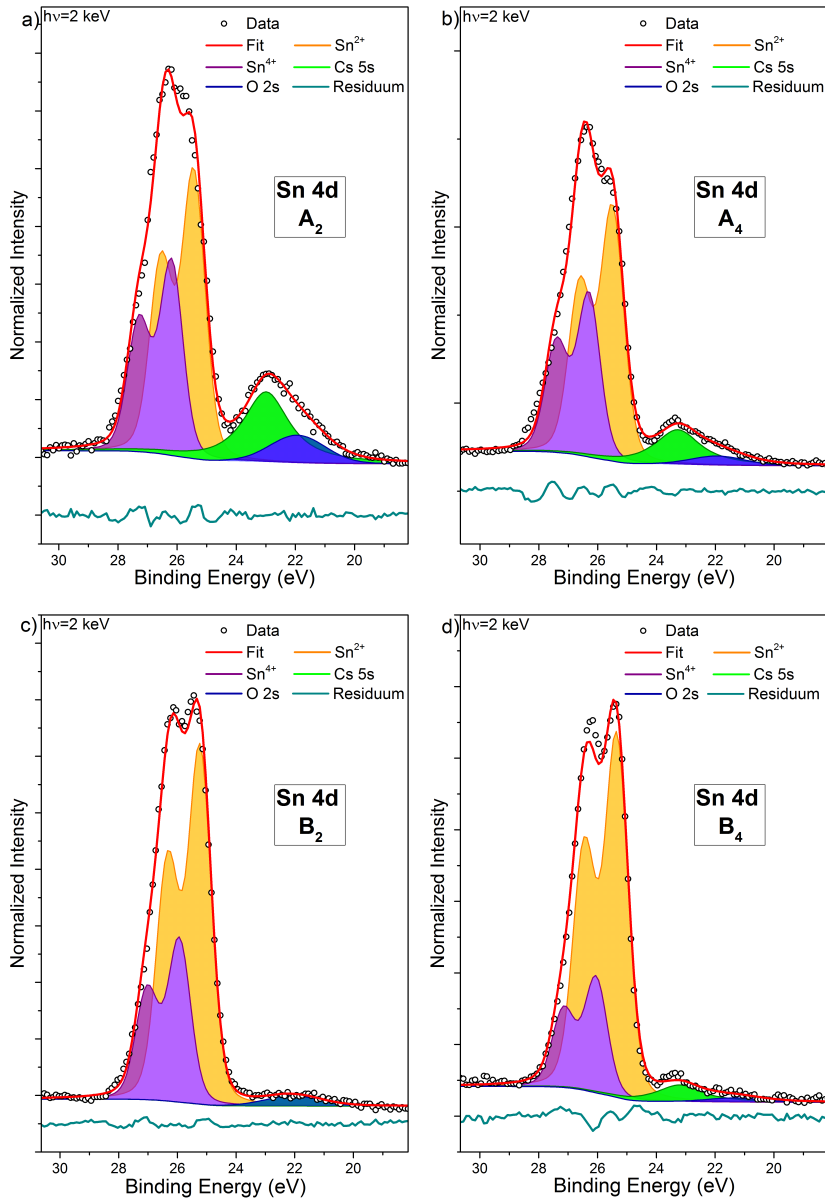 a)
hν=2 keV
Data
Fit
Sn²⁺
Sn⁴⁺
Cs 5s
O 2s
Residuum
Sn 4d
A₂
Normalized Intensity
30 28 26 24 22 20
Binding Energy (eV)
b)
hν=2 keV
Data
Fit
Sn²⁺
Sn⁴⁺
Cs 5s
O 2s
Residuum
Sn 4d
A₄
Normalized Intensity
30 28 26 24 22 20
Binding Energy (eV)
c)
hν=2 keV
Data
Fit
Sn²⁺
Sn⁴⁺
Cs 5s
O 2s
Residuum
Sn 4d
B₂
Normalized Intensity
30 28 26 24 22 20
Binding Energy (eV)
d)
hν=2 keV
Data
Fit
Sn²⁺
Sn⁴⁺
Cs 5s
O 2s
Residuum
Sn 4d
B₄
Normalized Intensity
30 28 26 24 22 20
Binding Energy (eV)